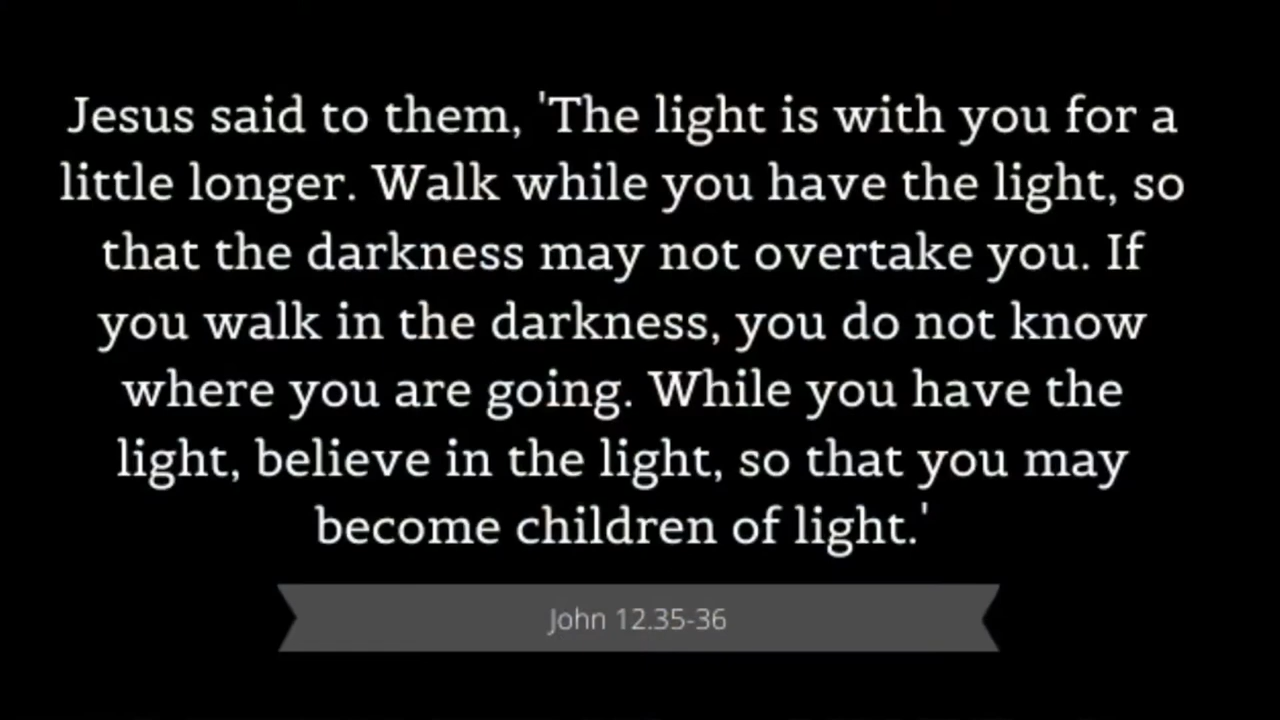 Jesus said to them, 'The light is with you for a
little longer. Walk while you have the light, so
that the darkness may not overtake you. If
you walk in the darkness, you do not know
where you are going. While you have the
light, believe in the light, so that you may
become children of light.'
John 12.35-36